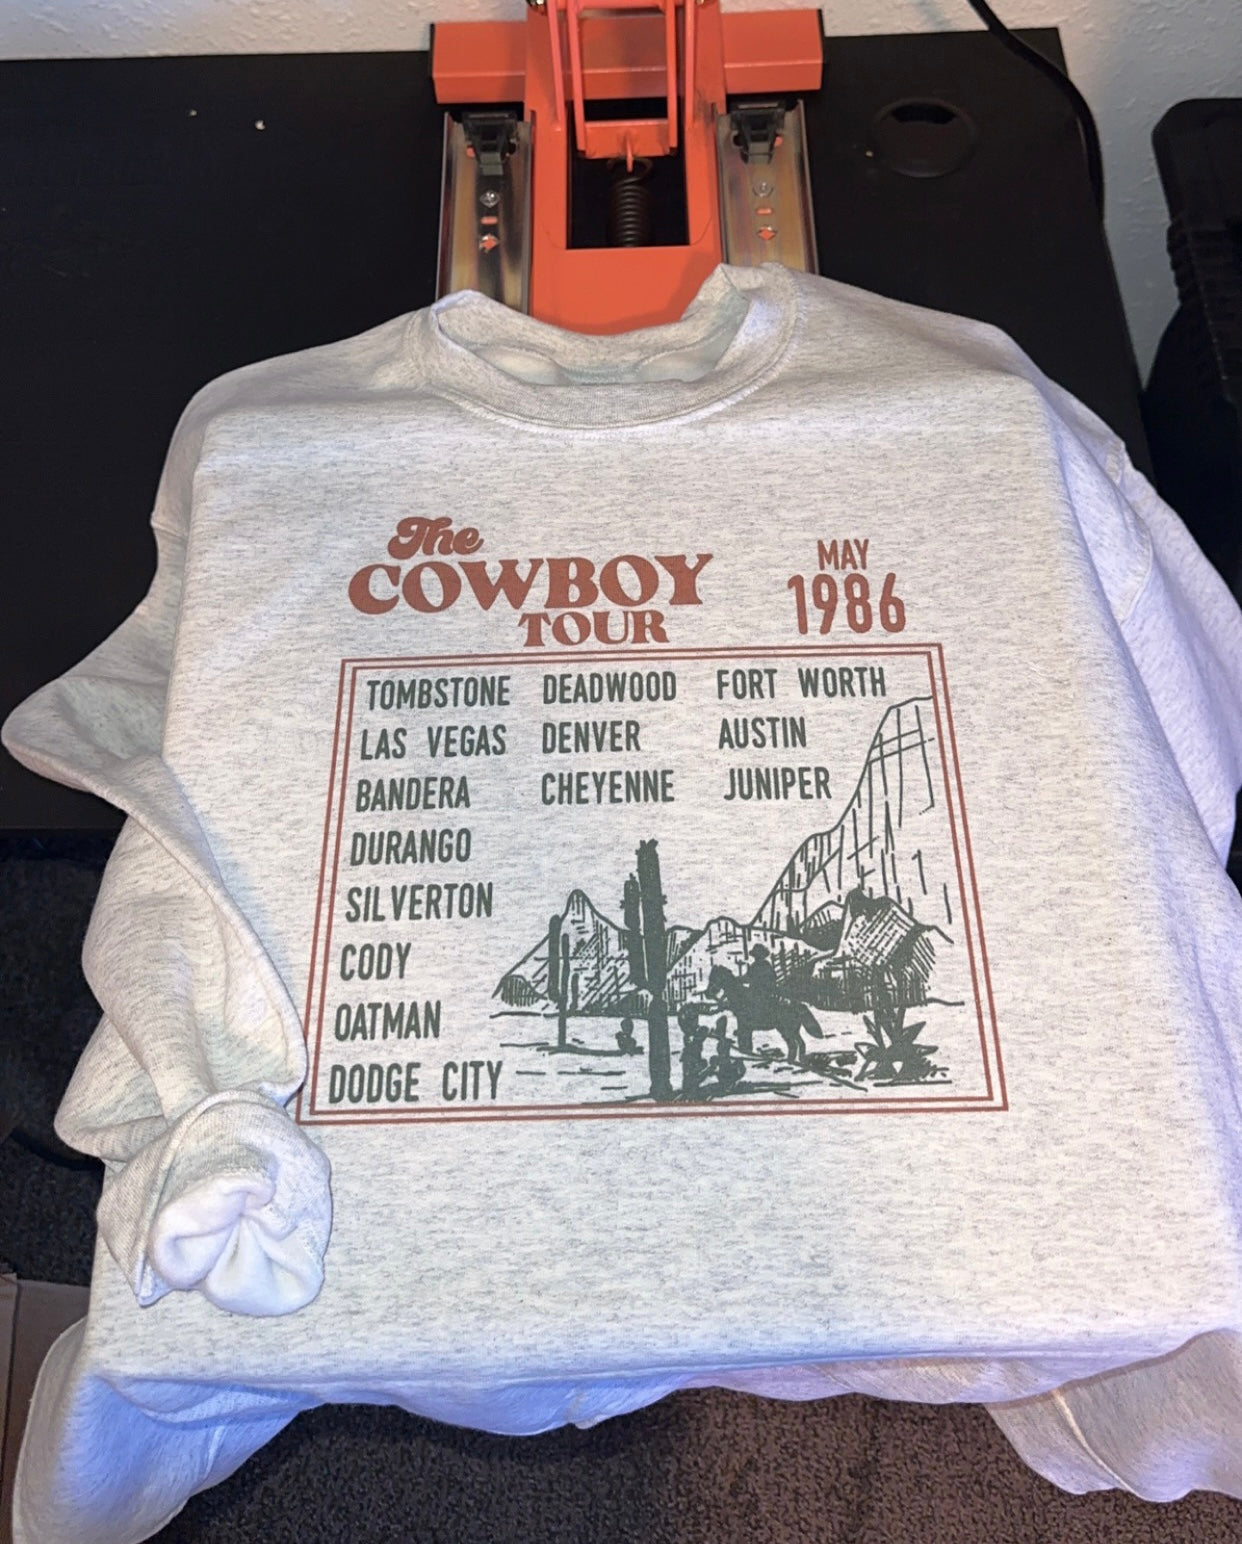 The
COWBOY
TOUR
MAY
1986
TOMBSTONE DEADWOOD FORT WORTH
LAS VEGAS DENVER AUSTIN
BANDERA CHEYENNE JUNIPER
DURANGO
SILVERTON
CODY
OATMAN
DODGE CITY